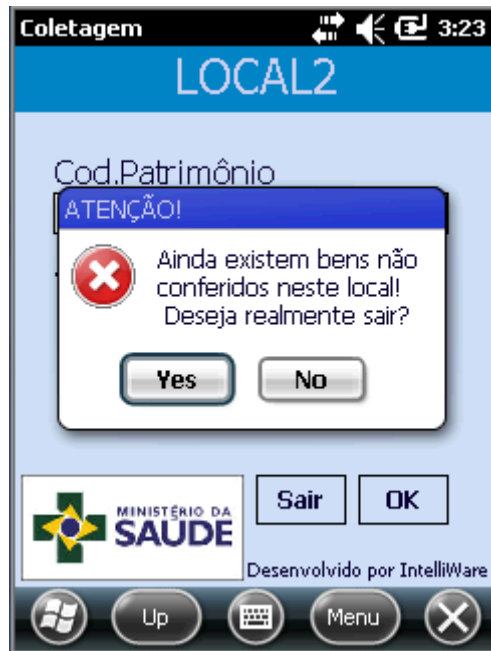 Coletagem 3:23
LOCAL2
Cod.Patrimônio
ATENÇÃO!
Ainda existem bens não
conferidos neste local!
Deseja realmente sair?
Yes No
Sair OK
MINISTÉRIO DA
SAÚDE
Desenvolvido por IntelliWare
Up Menu